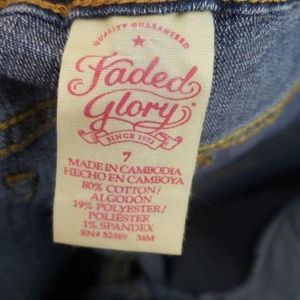 QUALITY GUARANTEED
Faded
Glory
SINCE 1972
7
MADE IN CAMBODIA
HECHO EN CAMBOYA
80% COTTON/
ALGODÓN
19% POLYESTER/
POLIÉSTER
1% SPANDEX
RN# 52469 36M